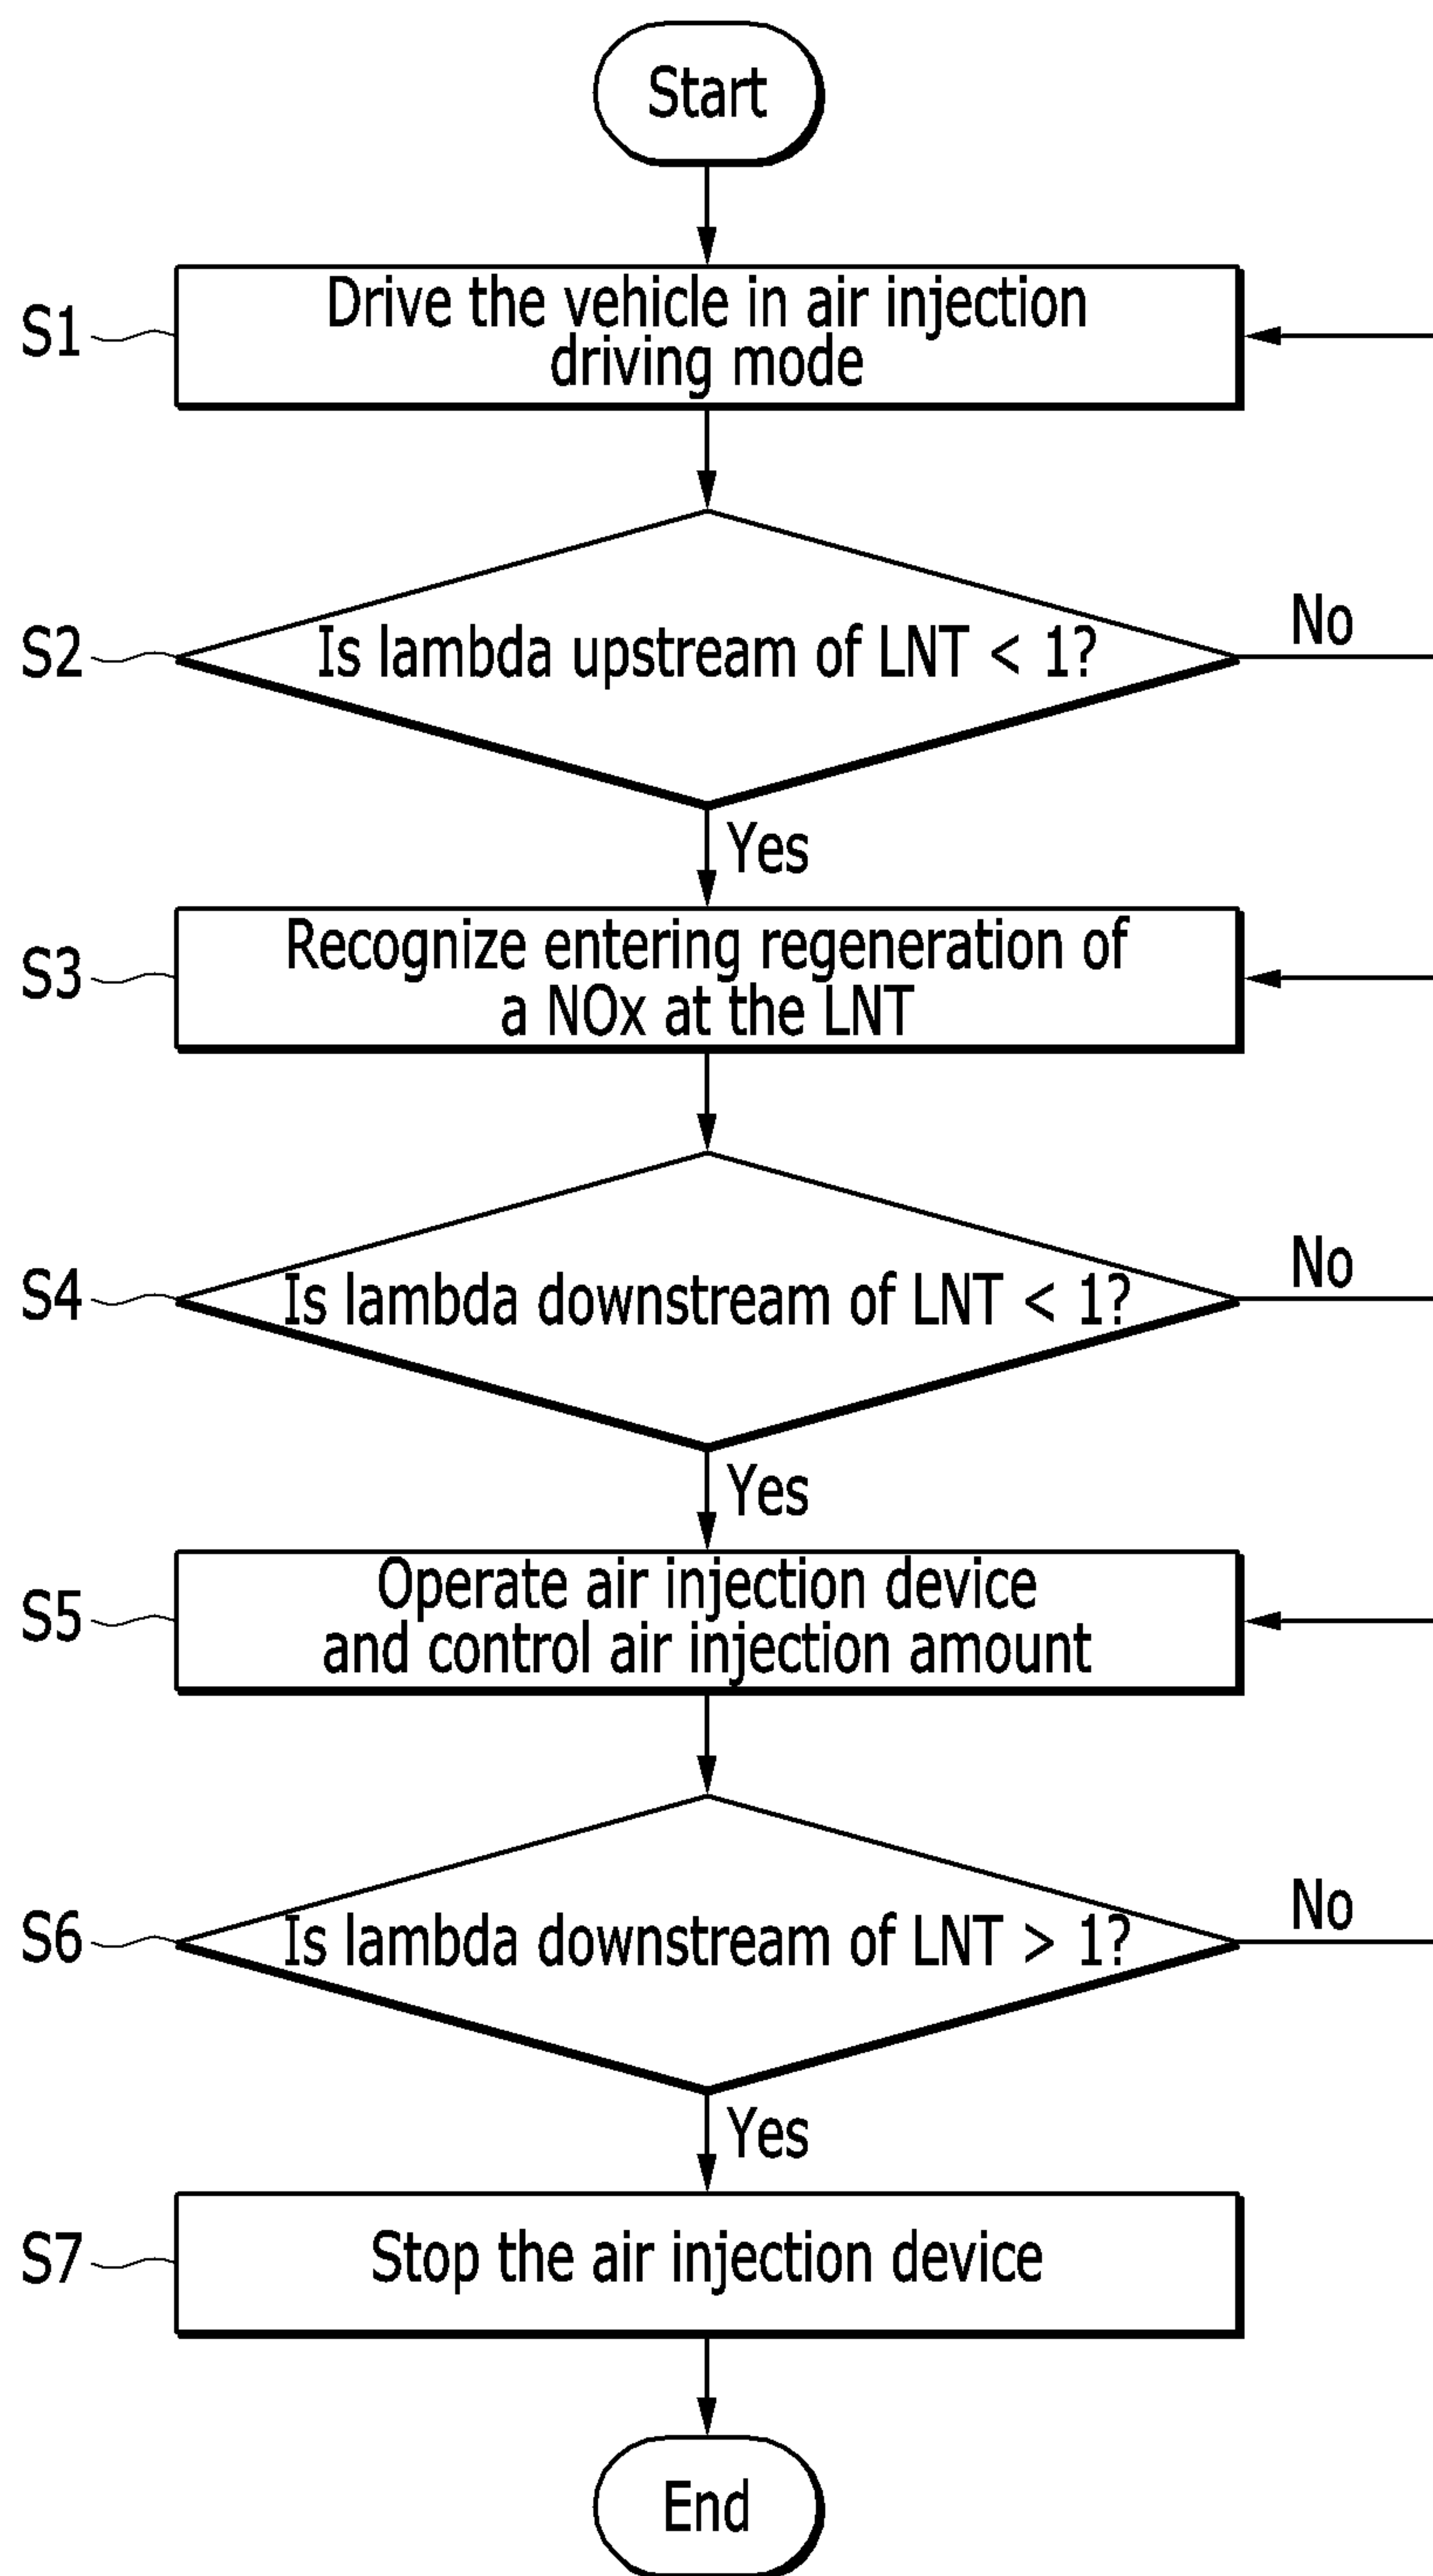 Start
S1
Drive the vehicle in air injection
driving mode
S2
Is lambda upstream of LNT < 1?
No
Yes
S3
Recognize entering regeneration of
a NOx at the LNT
S4
Is lambda downstream of LNT < 1?
No
Yes
S5
Operate air injection device
and control air injection amount
S6
Is lambda downstream of LNT > 1?
No
Yes
S7
Stop the air injection device
End